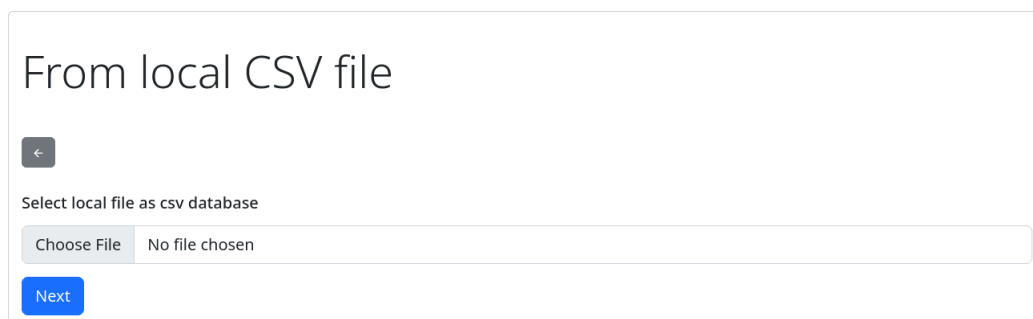 From local CSV file
←
Select local file as csv database
Choose File No file chosen
Next